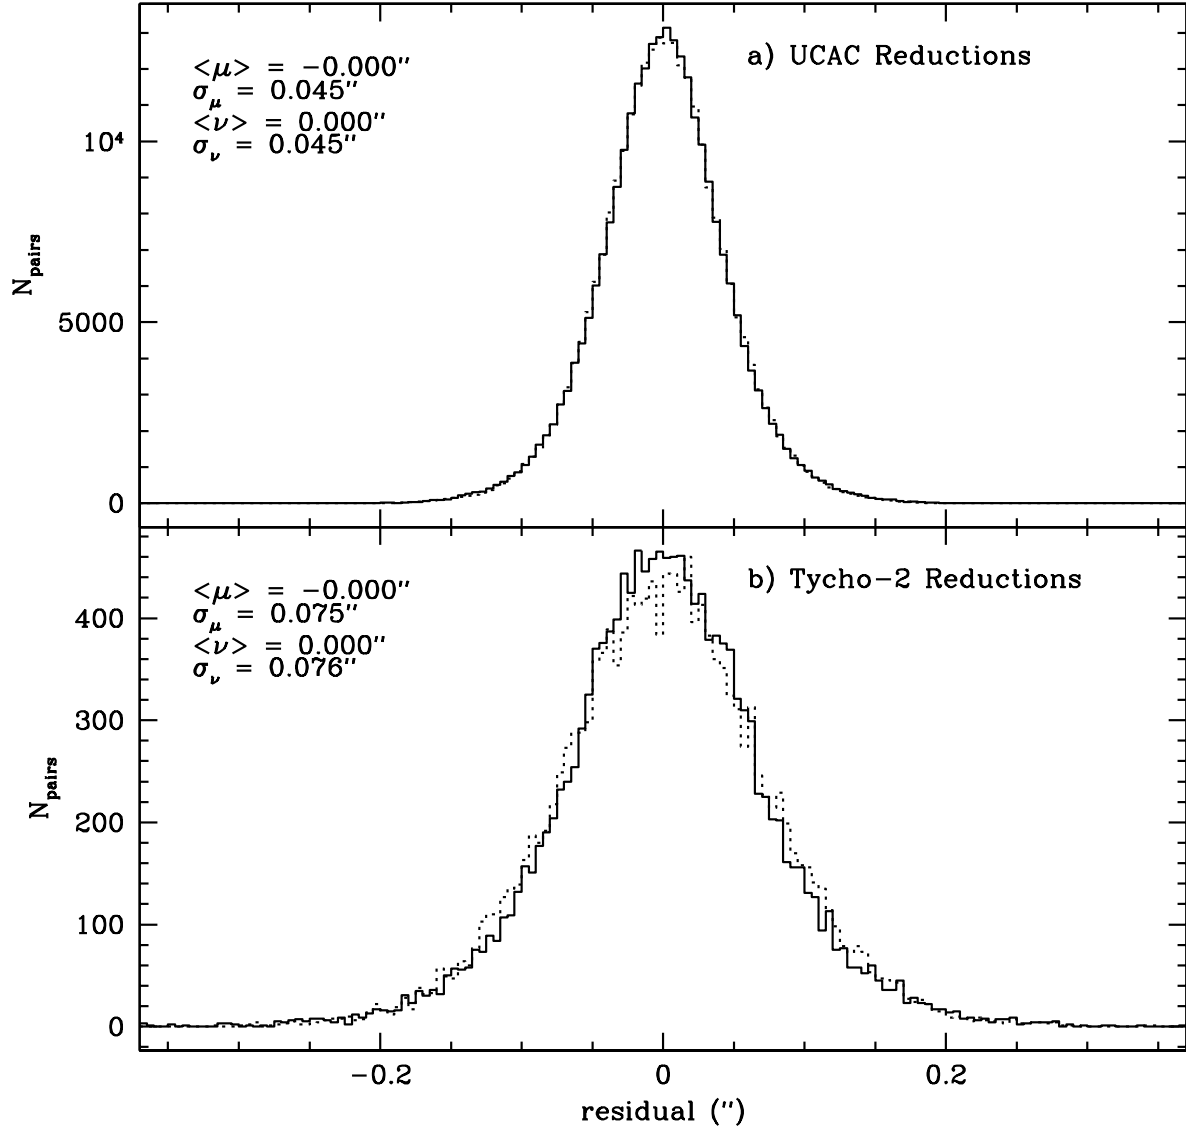 a) UCAC Reductions
<μ> = −0.000″
σμ = 0.045″
<ν> = 0.000″
σν = 0.045″
10⁴
5000
0
Npairs
b) Tycho−2 Reductions
<μ> = −0.000″
σμ = 0.075″
<ν> = 0.000″
σν = 0.076″
400
300
200
100
0
Npairs
−0.2 0 0.2
residual (″)